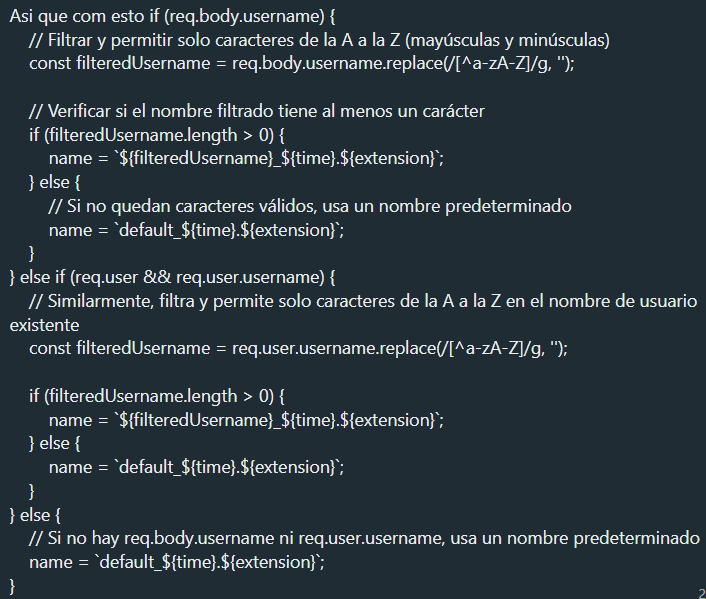 Asi que com esto if (req.body.username) {
// Filtrar y permitir solo caracteres de la A a la Z (mayúsculas y minúsculas)
const filteredUsername = req.body.username.replace(/[^a-zA-Z]/g, '');
// Verificar si el nombre filtrado tiene al menos un carácter
if (filteredUsername.length > 0) {
name = `${filteredUsername}_${time}.${extension}`;
} else {
// Si no quedan caracteres válidos, usa un nombre predeterminado
name = `default_${time}.${extension}`;
}
} else if (req.user && req.user.username) {
// Similarmente, filtra y permite solo caracteres de la A a la Z en el nombre de usuario
existente
const filteredUsername = req.user.username.replace(/[^a-zA-Z]/g, '');
if (filteredUsername.length > 0) {
name = `${filteredUsername}_${time}.${extension}`;
} else {
name = `default_${time}.${extension}`;
}
} else {
// Si no hay req.body.username ni req.user.username, usa un nombre predeterminado
name = `default_${time}.${extension}`;
}
2